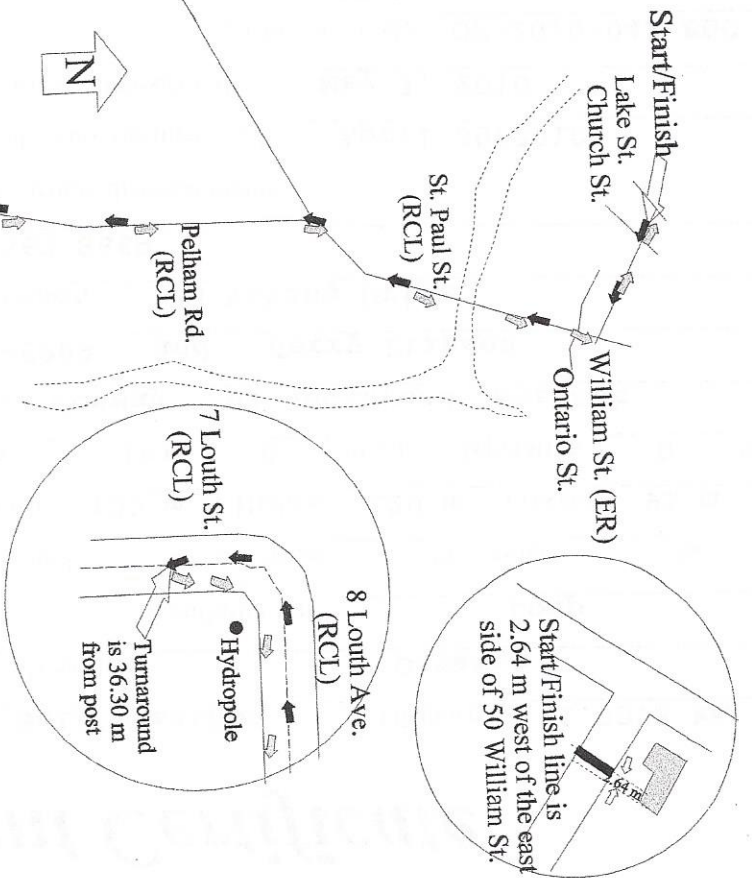 Start/Finish
Lake St.
Church St.
William St. (ER)
Ontario St.
St. Paul St.
(RCL)
Pelham Rd
(RCL)
N
Start/Finish line is
2.64 m west of the east
side of 50 William St.
2.64 m
8 Louth Ave.
(RCL)
7 Louth St.
(RCL)
Hydropole
Turnaround
is 36.30 m
from post